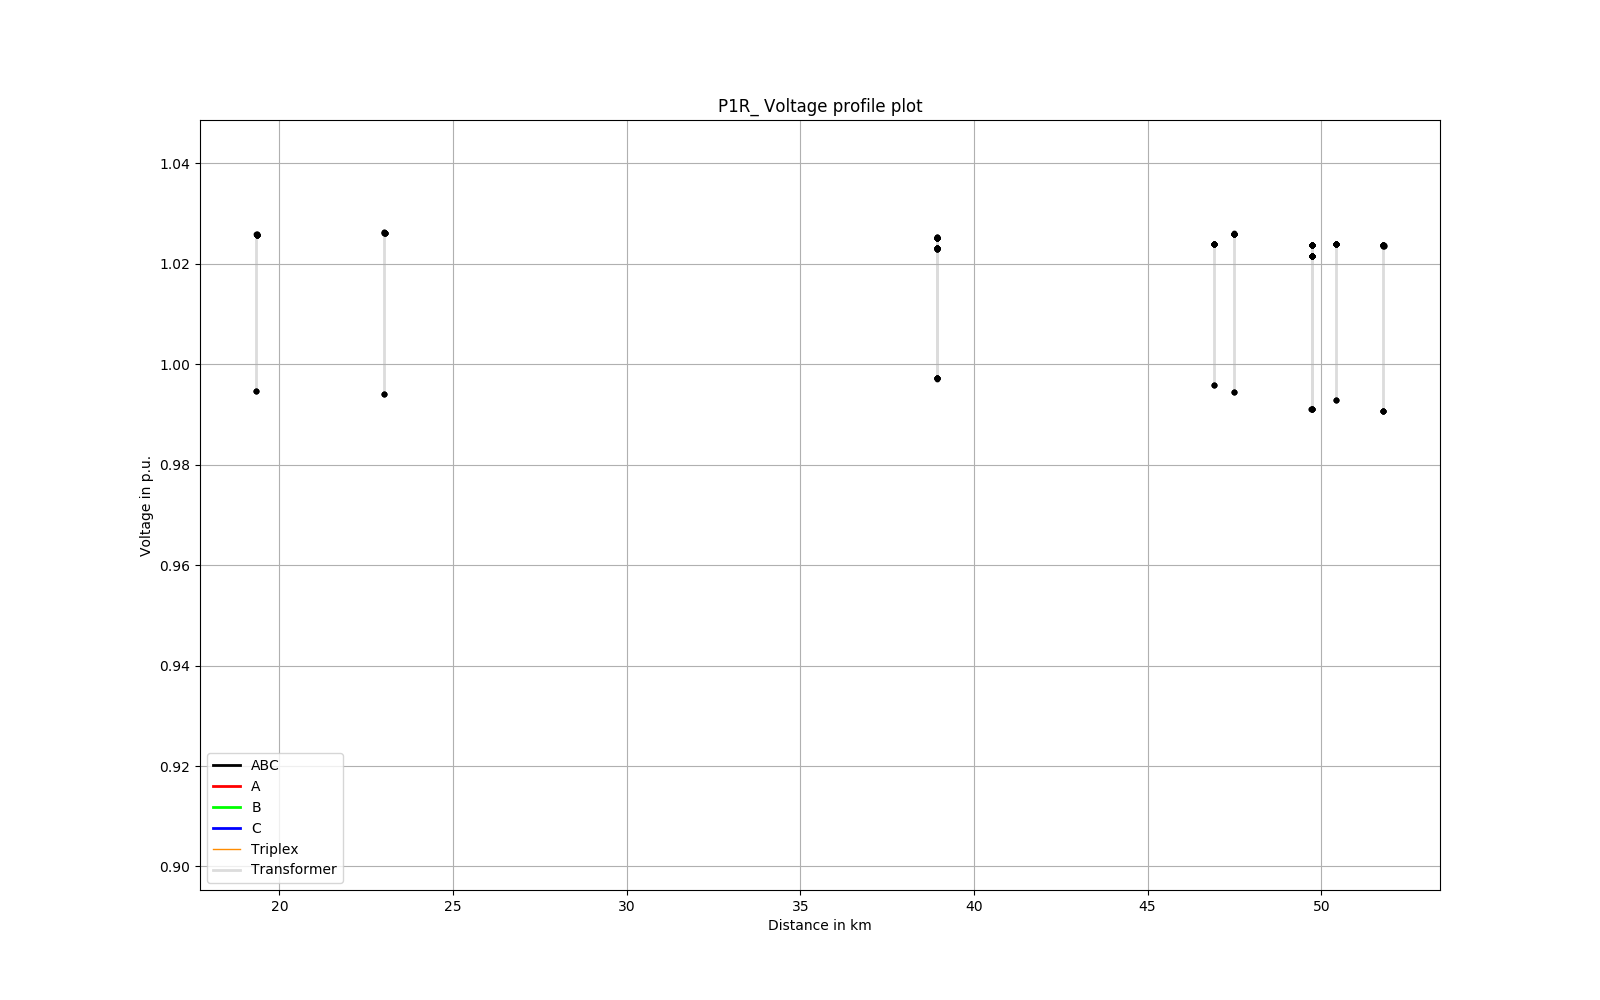 P1R_ Voltage profile plot
1.04
1.02
1.00
0.98
0.96
0.94
0.92
0.90
Voltage in p.u.
ABC
A
B
C
Triplex
Transformer
20
25
30
35
40
45
50
Distance in km